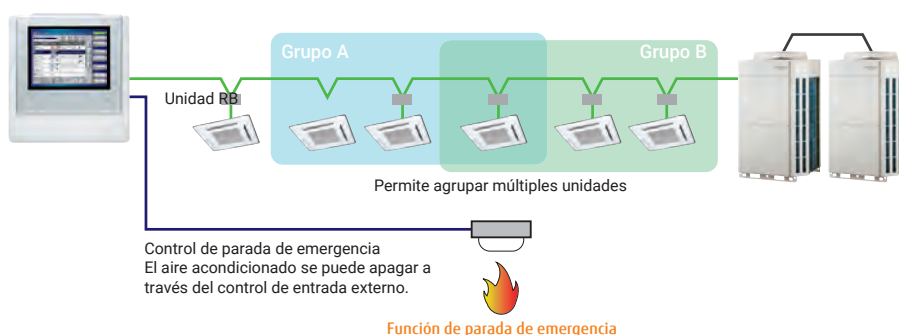 Grupo A
Grupo B
Unidad RB
Permite agrupar múltiples unidades
Control de parada de emergencia
El aire acondicionado se puede apagar a
través del control de entrada externo.
Función de parada de emergencia